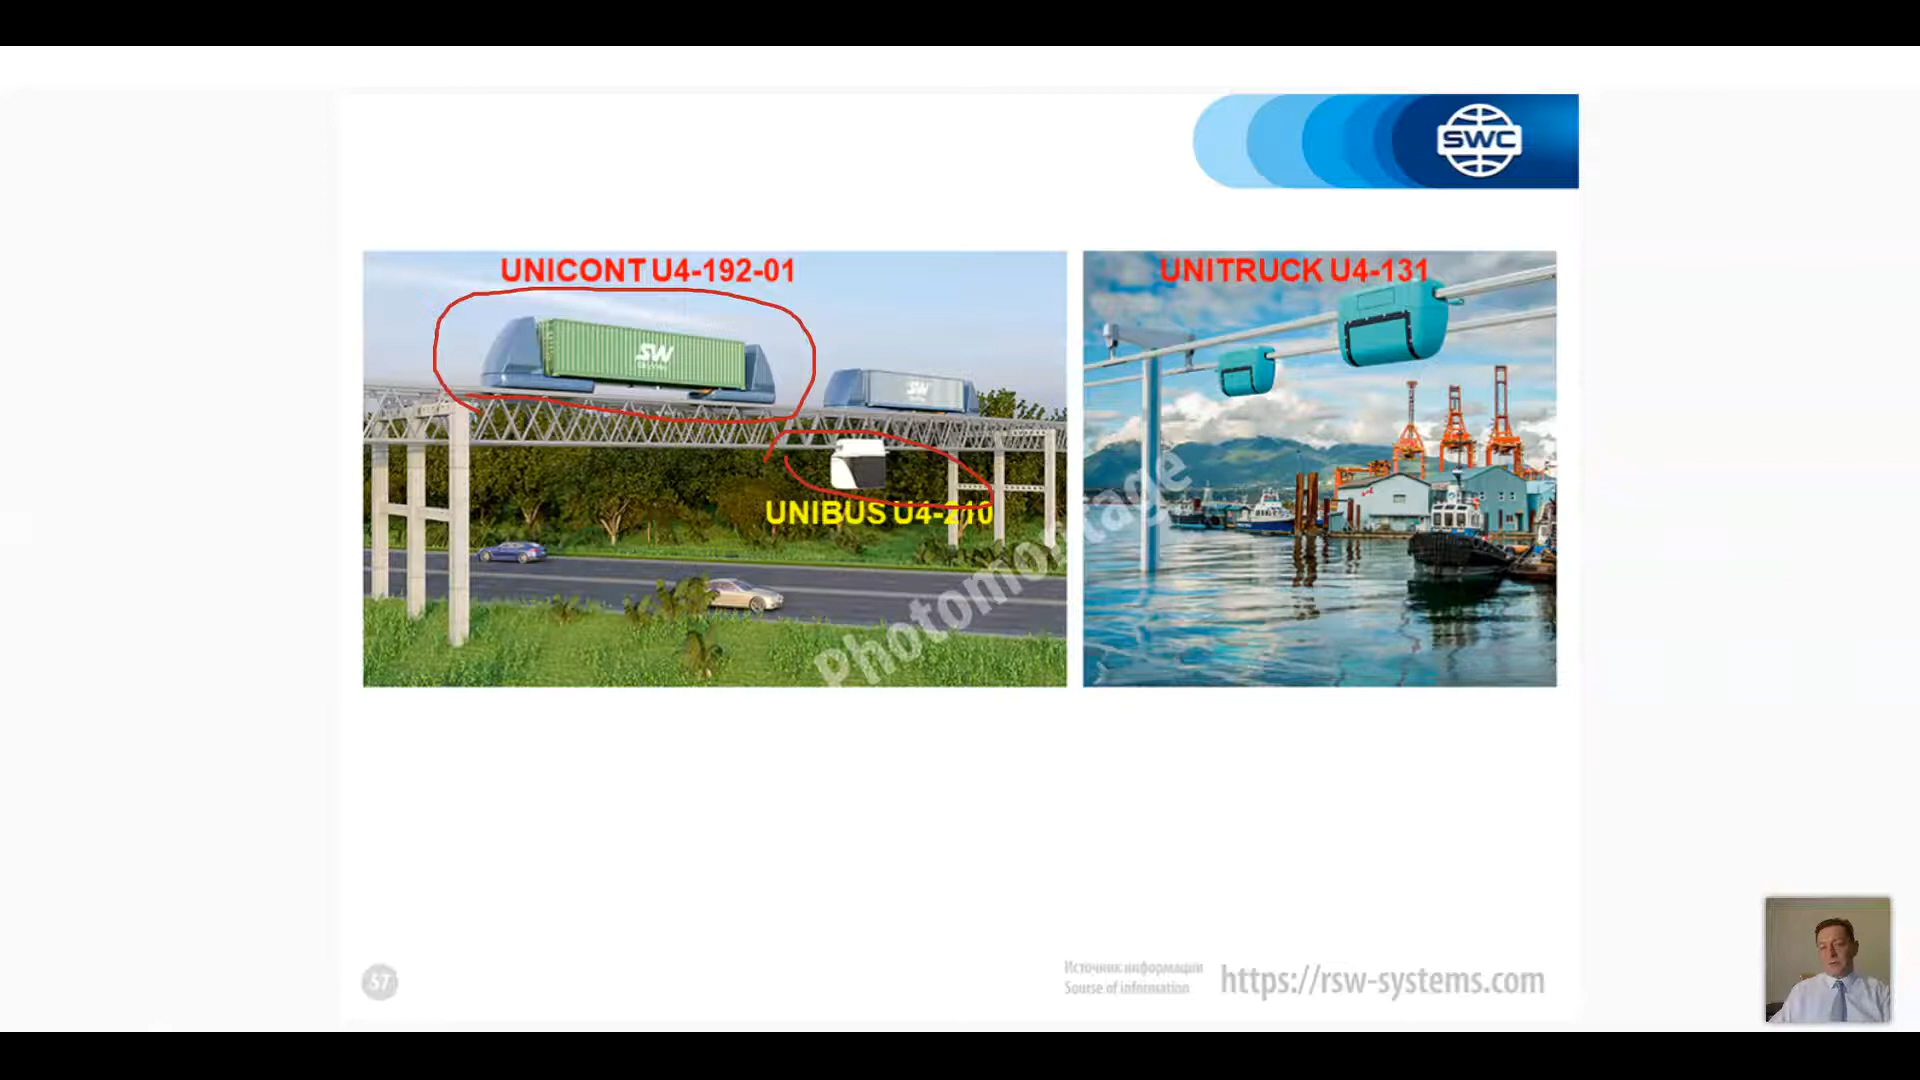 SWC
UNICONT U4-192-01
UNITRUCK U4-131
SW
SW
UNIBUS U4-210
Photomontage
57
Источник информации
Sourse of information
https://rsw-systems.com